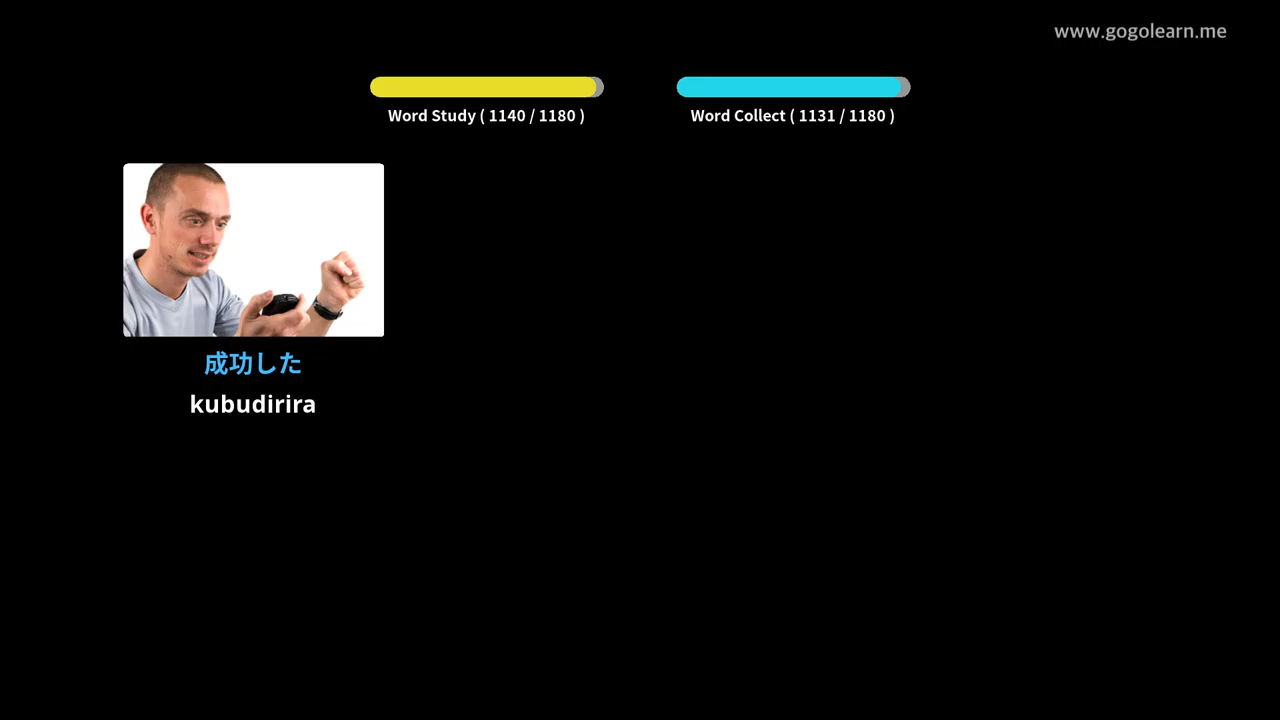 www.gogolearn.me
Word Study ( 1140 / 1180 )
Word Collect ( 1131 / 1180 )
成功した
kubudirira